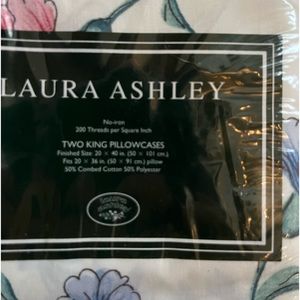 LAURA ASHLEY
No-iron
200 Threads per Square Inch
TWO KING PILLOWCASES
Finished Size: 20 x 40 in. (50 x 101 cm.)
Fits 20 x 36 in. (50 x 91 cm.) pillow
50% Combed Cotton 50% Polyester